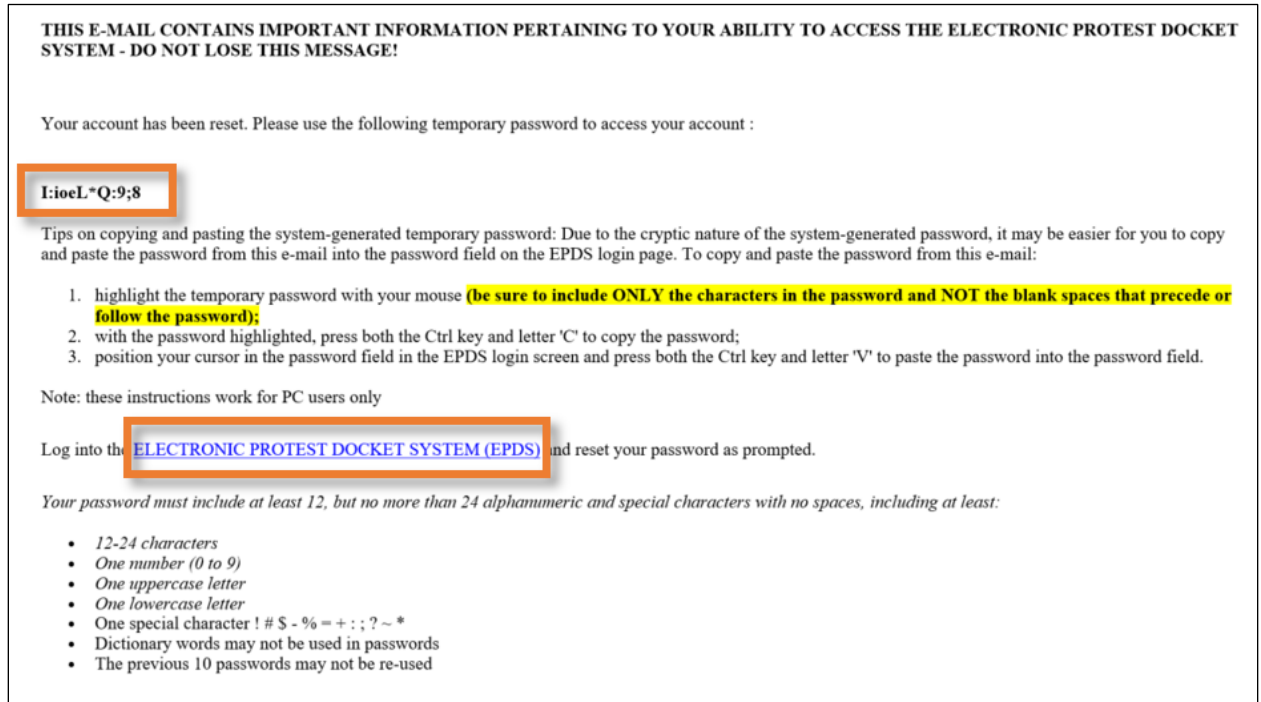 THIS E-MAIL CONTAINS IMPORTANT INFORMATION PERTAINING TO YOUR ABILITY TO ACCESS THE ELECTRONIC PROTEST DOCKET
SYSTEM - DO NOT LOSE THIS MESSAGE!
Your account has been reset. Please use the following temporary password to access your account :
I:ioeL*Q:9;8
Tips on copying and pasting the system-generated temporary password: Due to the cryptic nature of the system-generated password, it may be easier for you to copy
and paste the password from this e-mail into the password field on the EPDS login page. To copy and paste the password from this e-mail:
1. highlight the temporary password with your mouse (be sure to include ONLY the characters in the password and NOT the blank spaces that precede or
follow the password);
2. with the password highlighted, press both the Ctrl key and letter 'C' to copy the password;
3. position your cursor in the password field in the EPDS login screen and press both the Ctrl key and letter 'V' to paste the password into the password field.
Note: these instructions work for PC users only
Log into the ELECTRONIC PROTEST DOCKET SYSTEM (EPDS) and reset your password as prompted.
Your password must include at least 12, but no more than 24 alphanumeric and special characters with no spaces, including at least:
• 12-24 characters
• One number (0 to 9)
• One uppercase letter
• One lowercase letter
• One special character ! # $ - % = + : ; ? ~ *
• Dictionary words may not be used in passwords
• The previous 10 passwords may not be re-used